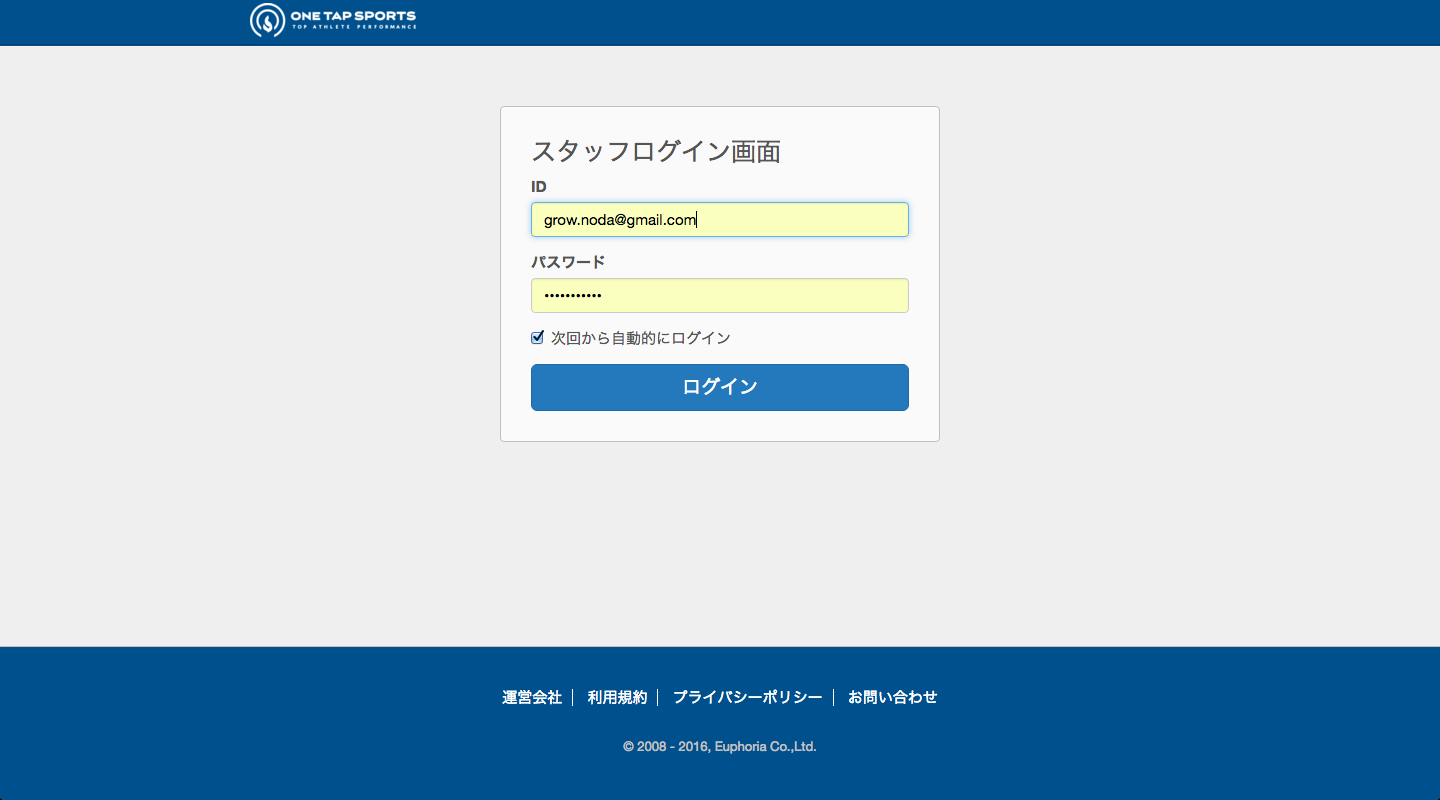 ONE TAP SPORTS
TOP ATHLETE PERFORMANCE
スタッフログイン画面
ID
grow.noda@gmail.com
パスワード
•••••••••••
次回から自動的にログイン
ログイン
運営会社 | 利用規約 | プライバシーポリシー | お問い合わせ
© 2008 - 2016, Euphoria Co.,Ltd.